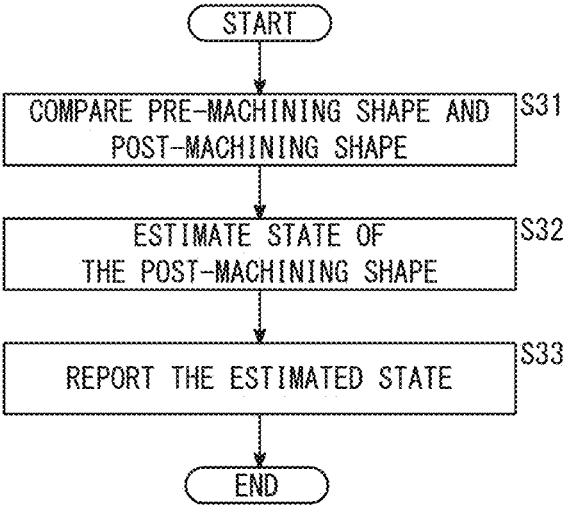 START
COMPARE PRE-MACHINING SHAPE AND
POST-MACHINING SHAPE
S31
ESTIMATE STATE OF
THE POST-MACHINING SHAPE
S32
REPORT THE ESTIMATED STATE
S33
END